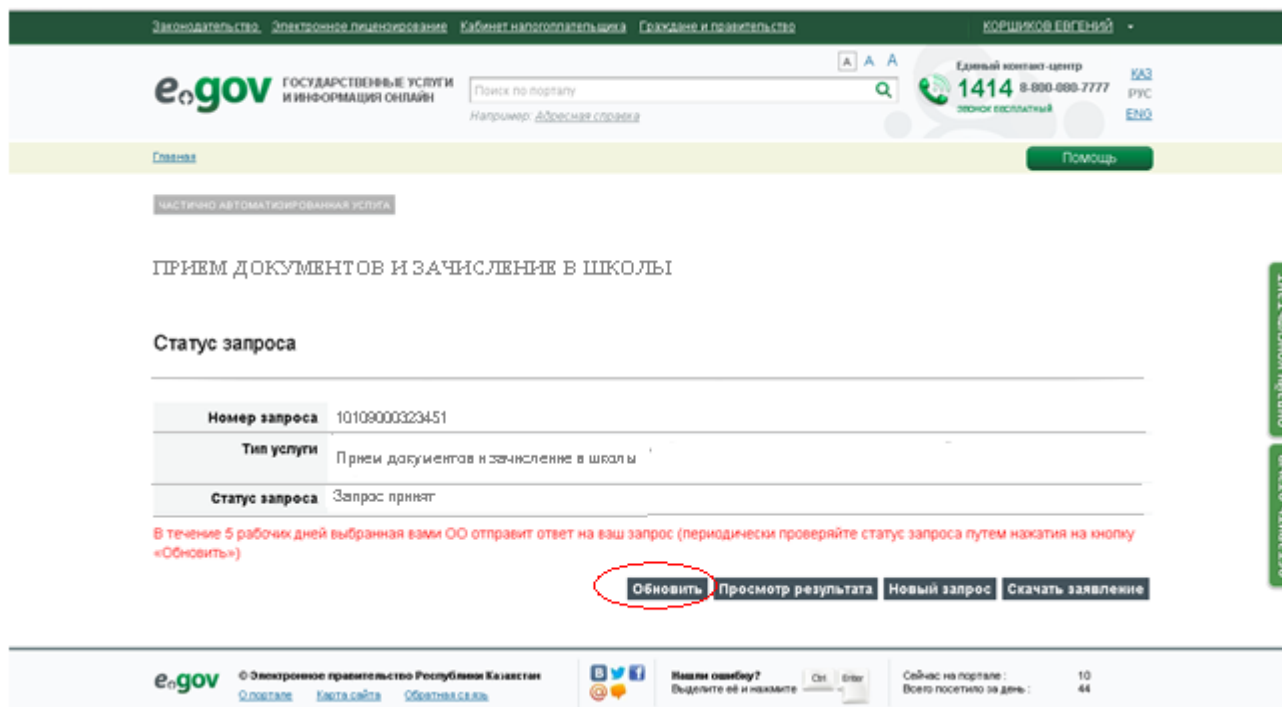 Законодательство Электронное лицензирование Кабинет налогоплательщика Граждане и правительство КОРШИКОВ ЕВГЕНИЙ
A A A
e.gov ГОСУДАРСТВЕННЫЕ УСЛУГИ
И ИНФОРМАЦИЯ ОНЛАЙН
Поиск по порталу
Например: Адресная справка
Единый контакт-центр
1414 8-800-080-7777
звонок бесплатный
ҚАЗ
РУС
ENG
Главная
Помощь
ЧАСТИЧНО АВТОМАТИЗИРОВАННАЯ УСЛУГА
ПРИЕМ ДОКУМЕНТОВ И ЗАЧИСЛЕНИЕ В ШКОЛЫ
Статус запроса
Номер запроса 10109000323451
Тип услуги Прием документов и зачисление в школы
Статус запроса Запрос принят
В течение 5 рабочих дней выбранная вами ОО отправит ответ на ваш запрос (периодически проверяйте статус запроса путем нажатия на кнопку
«Обновить»)
Обновить Просмотр результата Новый запрос Скачать заявление
e.gov © Электронное правительство Республики Казахстан
О портале Карта сайта Обратная связь
Нашли ошибку?
Выделите её и нажмите Ctrl Enter
Сейчас на портале : 10
Всего посетило за день : 44